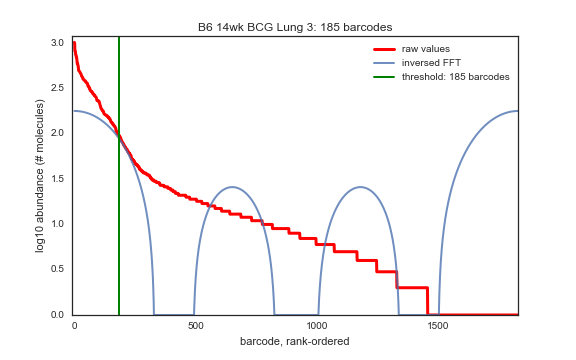 B6 14wk BCG Lung 3: 185 barcodes
raw values
inversed FFT
threshold: 185 barcodes
log10 abundance (# molecules)
3.0
2.5
2.0
1.5
1.0
0.5
0.0
0 500 1000 1500
barcode, rank-ordered